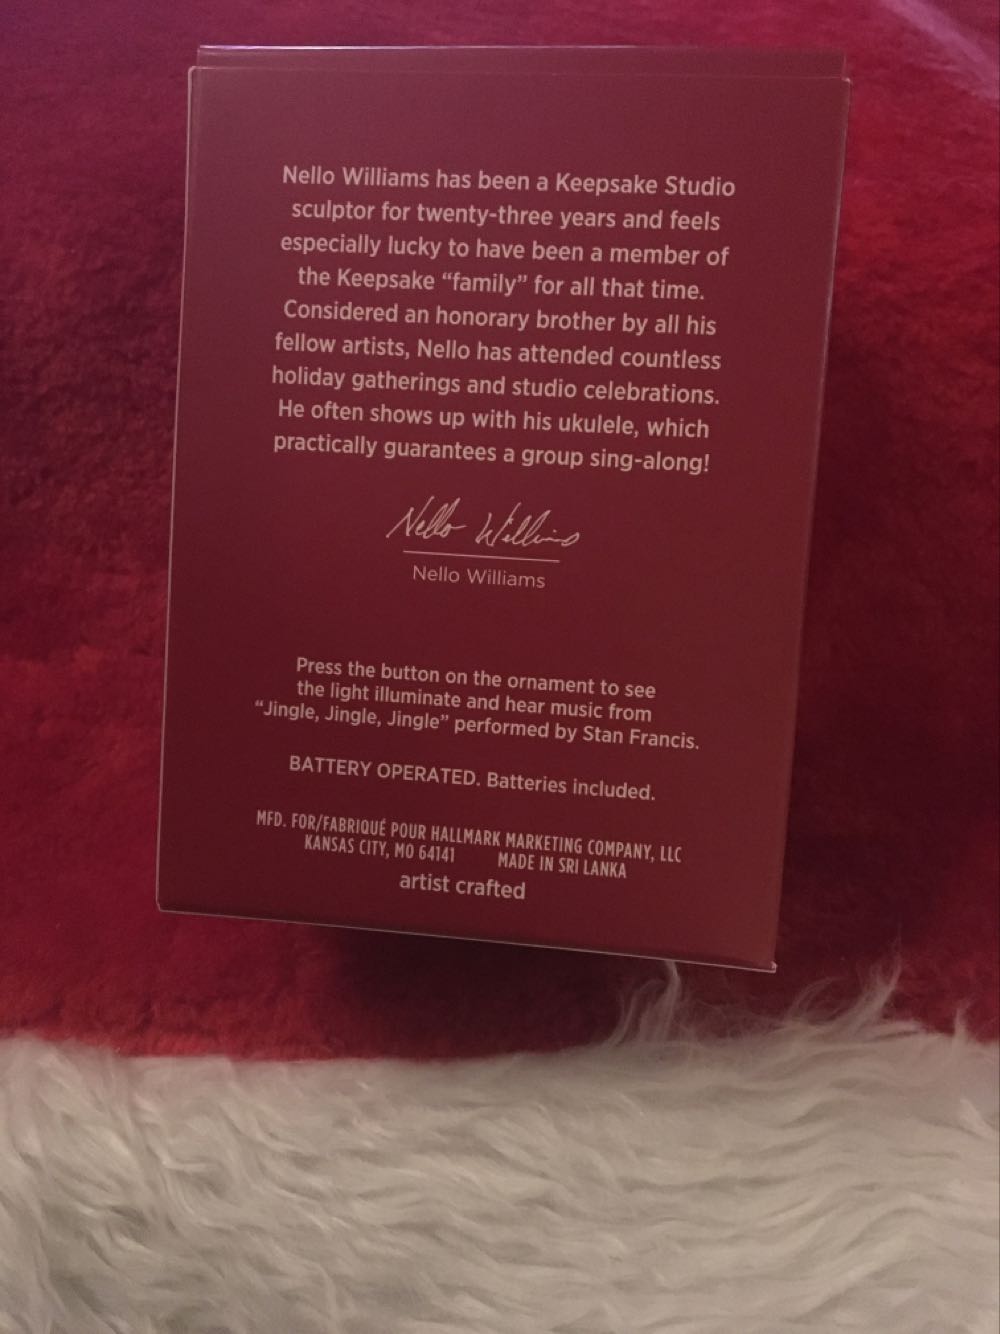 Nello Williams has been a Keepsake Studio
sculptor for twenty-three years and feels
especially lucky to have been a member of
the Keepsake “family” for all that time.
Considered an honorary brother by all his
fellow artists, Nello has attended countless
holiday gatherings and studio celebrations.
He often shows up with his ukulele, which
practically guarantees a group sing-along!
Nello Williams
Nello Williams
Press the button on the ornament to see
the light illuminate and hear music from
“Jingle, Jingle, Jingle” performed by Stan Francis.
BATTERY OPERATED. Batteries included.
MFD. FOR/FABRIQUÉ POUR HALLMARK MARKETING COMPANY, LLC
KANSAS CITY, MO 64141 MADE IN SRI LANKA
artist crafted